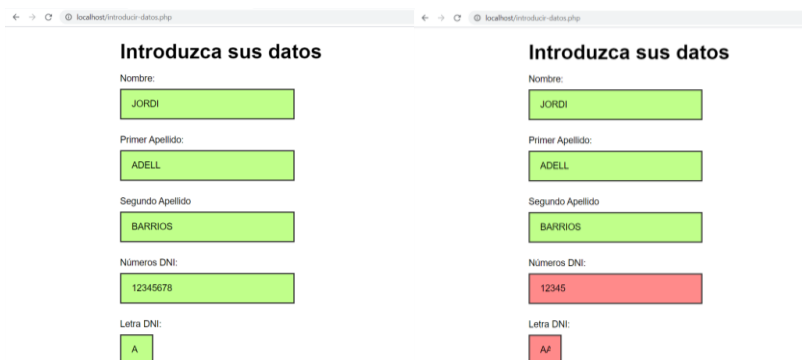 localhost/introducir-datos.php
Introduzca sus datos
Nombre:
JORDI
Primer Apellido:
ADELL
Segundo Apellido
BARRIOS
Números DNI:
12345678
Letra DNI:
A
localhost/introducir-datos.php
Introduzca sus datos
Nombre:
JORDI
Primer Apellido:
ADELL
Segundo Apellido
BARRIOS
Números DNI:
12345
Letra DNI:
AA